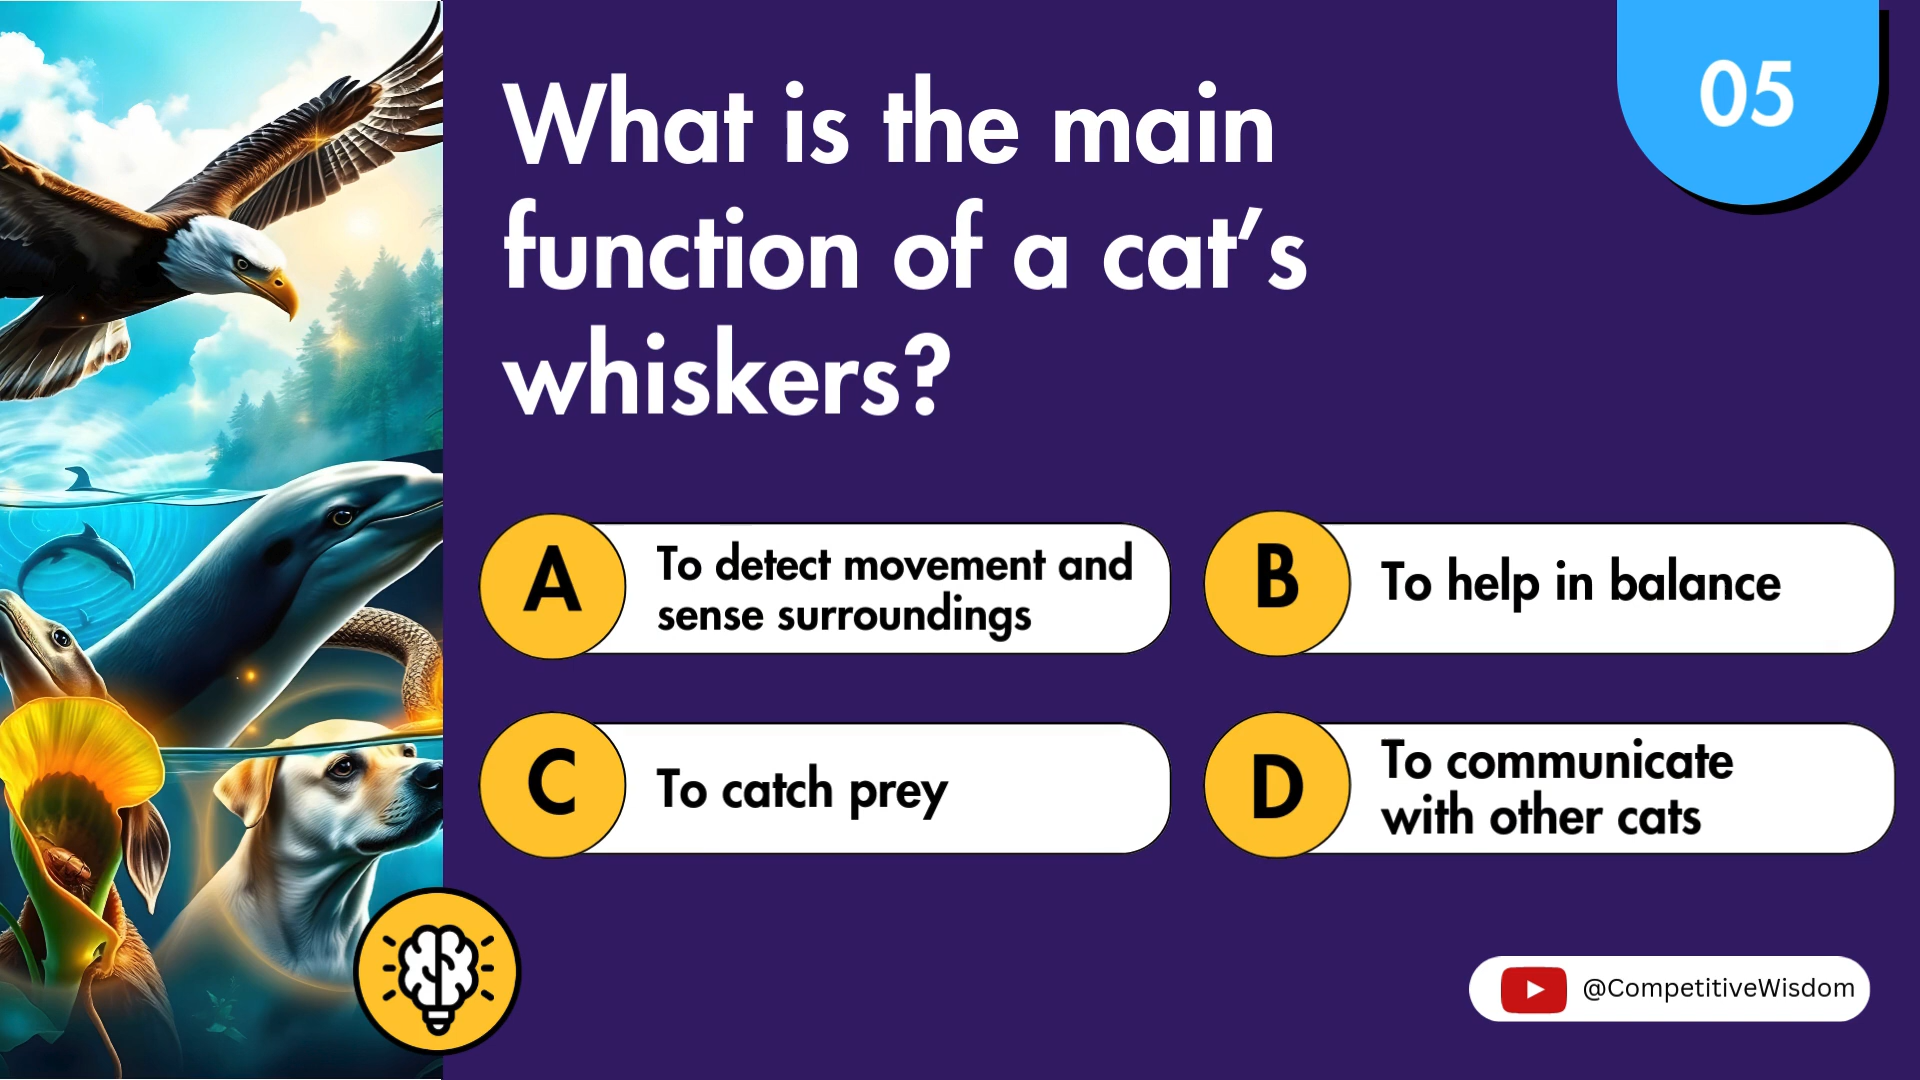 05
What is the main
function of a cat’s
whiskers?
A
To detect movement and
sense surroundings
B
To help in balance
C
To catch prey
D
To communicate
with other cats
@CompetitiveWisdom